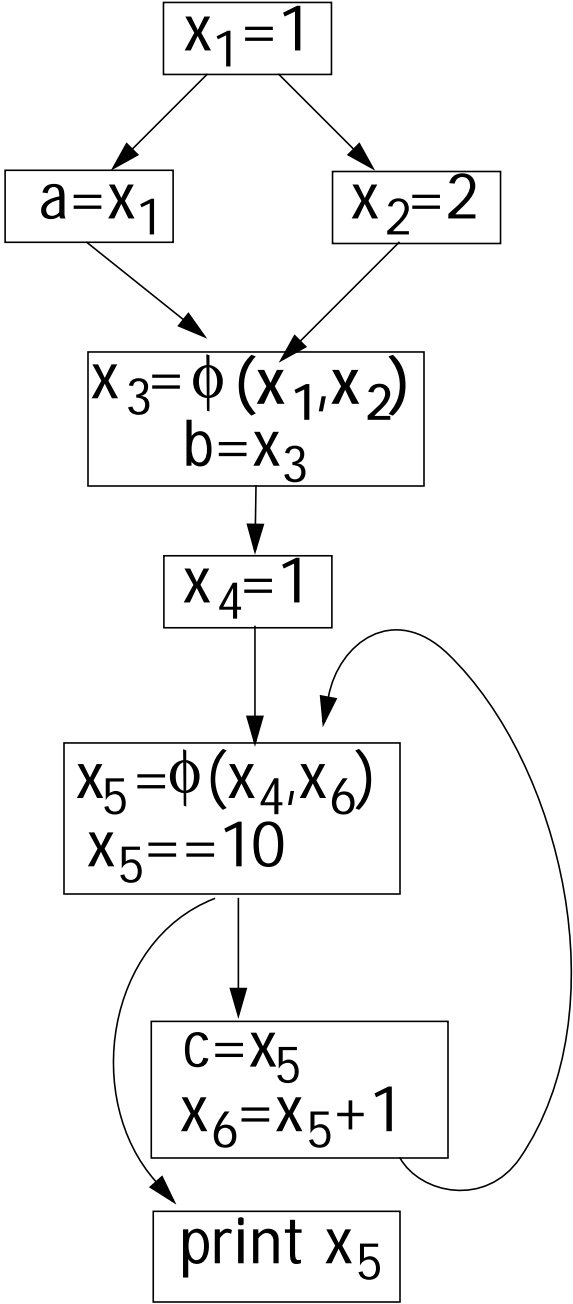 x₁=1
a=x₁
x₂=2
x₃=ϕ(x₁,x₂)
b=x₃
x₄=1
x₅=ϕ(x₄,x₆)
x₅==10
c=x₅
x₆=x₅+1
print x₅